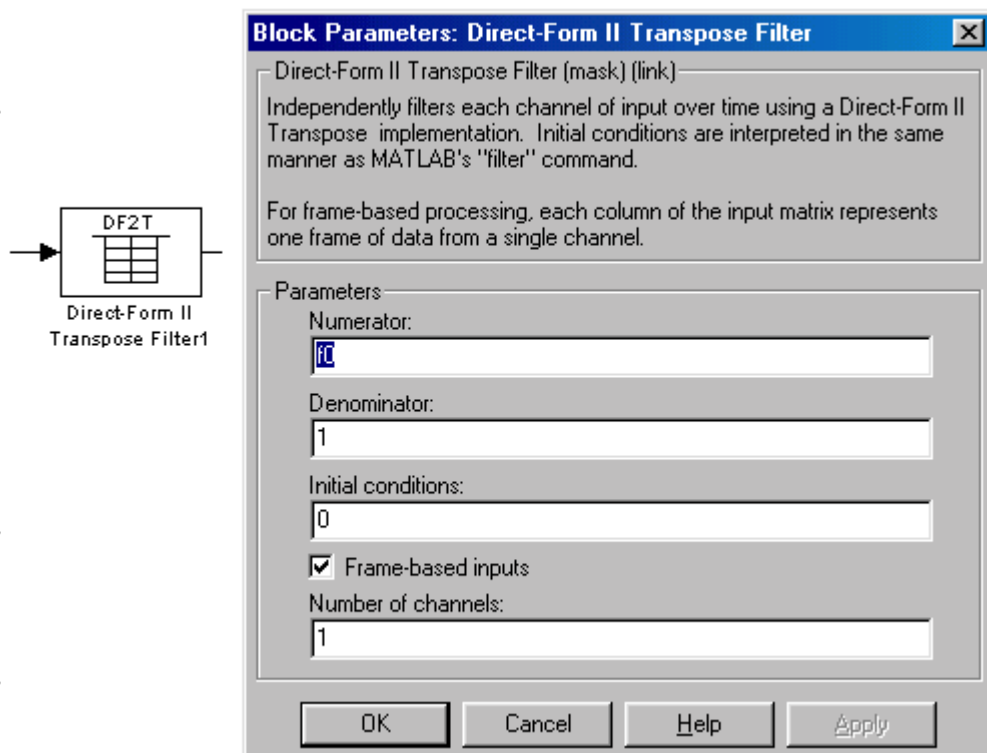 Block Parameters: Direct-Form II Transpose Filter
Direct-Form II Transpose Filter (mask) (link)
Independently filters each channel of input over time using a Direct-Form II
Transpose implementation. Initial conditions are interpreted in the same
manner as MATLAB's "filter" command.
For frame-based processing, each column of the input matrix represents
one frame of data from a single channel.
DF2T
Direct-Form II
Transpose Filter1
Parameters
Numerator:
f0
Denominator:
1
Initial conditions:
0
Frame-based inputs
Number of channels:
1
OK
Cancel
Help
Apply